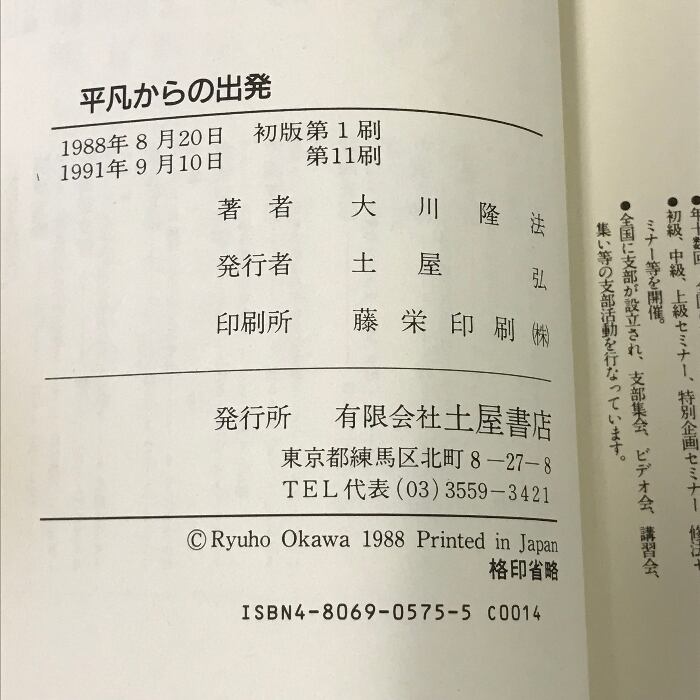 平凡からの出発
1988年8月20日 初版第1刷
1991年9月10日 第11刷
著者 大川隆法
発行者 土屋弘
印刷所 藤栄印刷㈱
発行所 有限会社土屋書店
東京都練馬区北町8－27－8
TEL代表(03)3559－3421
©Ryuho Okawa 1988 Printed in Japan
格印省略
ISBN4-8069-0575-5 C0014
初級、中級、上級セミナー、特別企画セミナー
ミナー等を開催。
●全国に支部が設立され、支部集会、ビデオ会、講習会、
集い等の支部活動を行なっています。